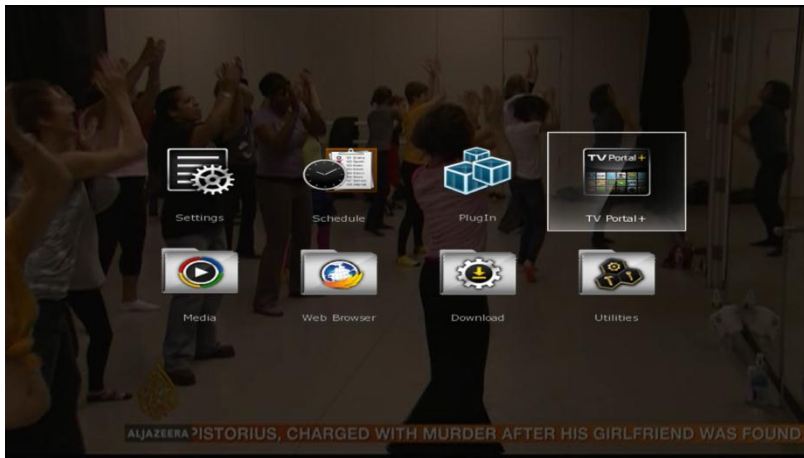 TV Portal+
Settings
Schedule
PlugIn
TV Portal+
Media
Web Browser
Download
Utilities
ALJAZEERA PISTORIUS, CHARGED WITH MURDER AFTER HIS GIRLFRIEND WAS FOUND